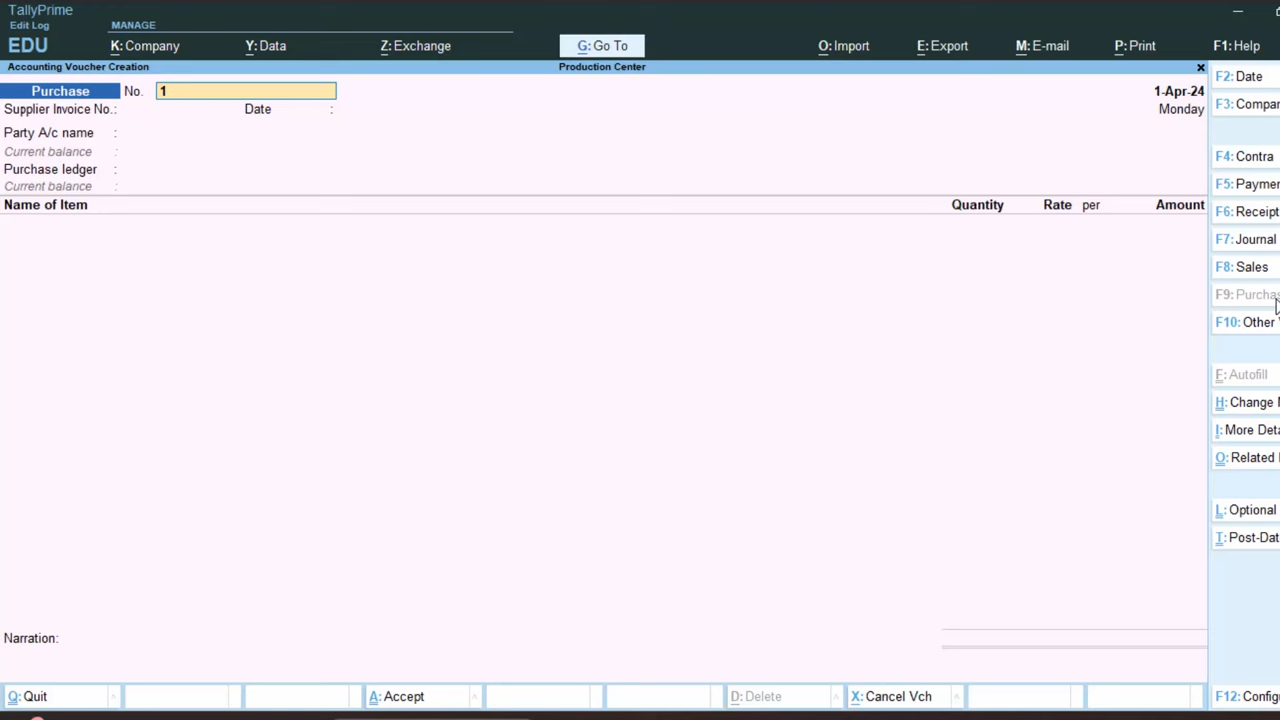 TallyPrime
Edit Log
EDU
MANAGE
K: Company
Y: Data
Z: Exchange
G: Go To
O: Import
E: Export
M: E-mail
P: Print
F1: Help
Accounting Voucher Creation
Production Center
Purchase No. 1
1-Apr-24
Supplier Invoice No.: Date :
Monday
Party A/c name :
Current balance :
Purchase ledger :
Current balance :
Name of Item Quantity Rate per Amount
Narration:
F2: Date
F3: Compar
F4: Contra
F5: Paymer
F6: Receipt
F7: Journal
F8: Sales
F9: Purchas
F10: Other
F: Autofill
H: Change
I: More Deta
O: Related
L: Optional
T: Post-Dat
Q: Quit
A: Accept
D: Delete
X: Cancel Vch
F12: Config